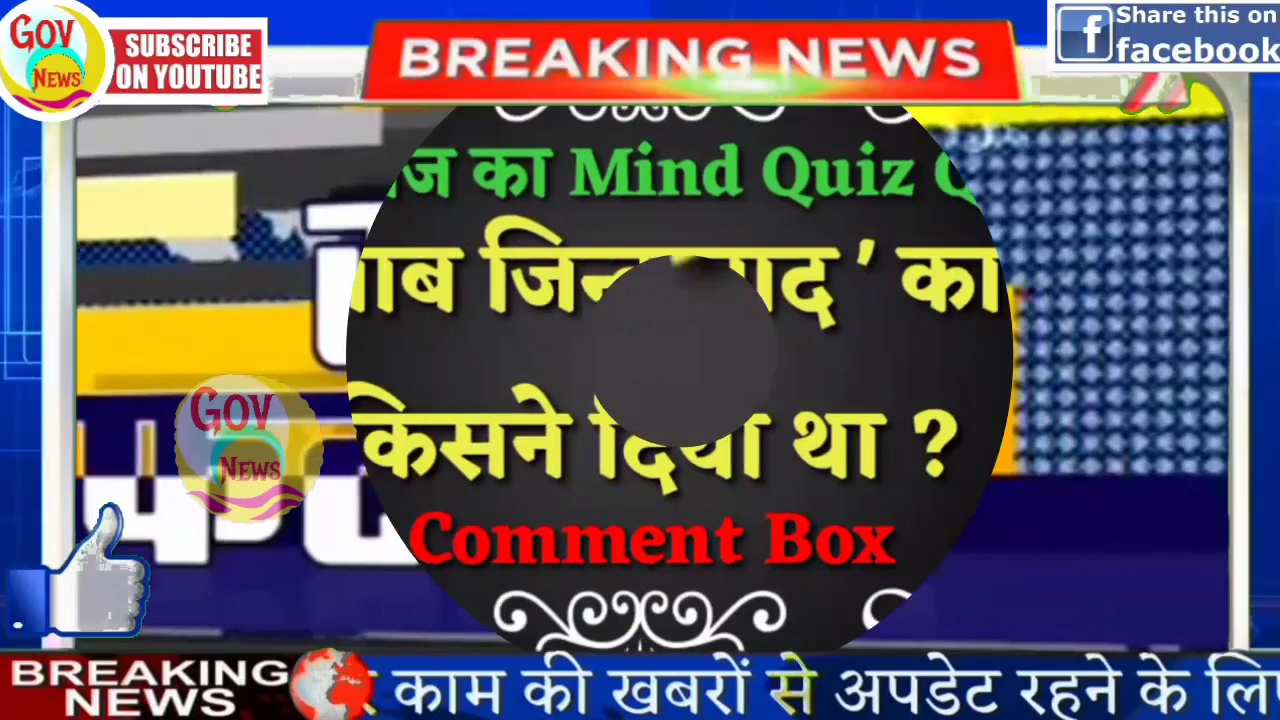 GOV
NEWS
SUBSCRIBE
ON YOUTUBE
BREAKING NEWS
Share this on
facebook
का Mind Quiz
' का
किसने दिया था ?
Comment Box
GOV
NEWS
BREAKING
NEWS
काम की खबरों से अपडेट रहने के